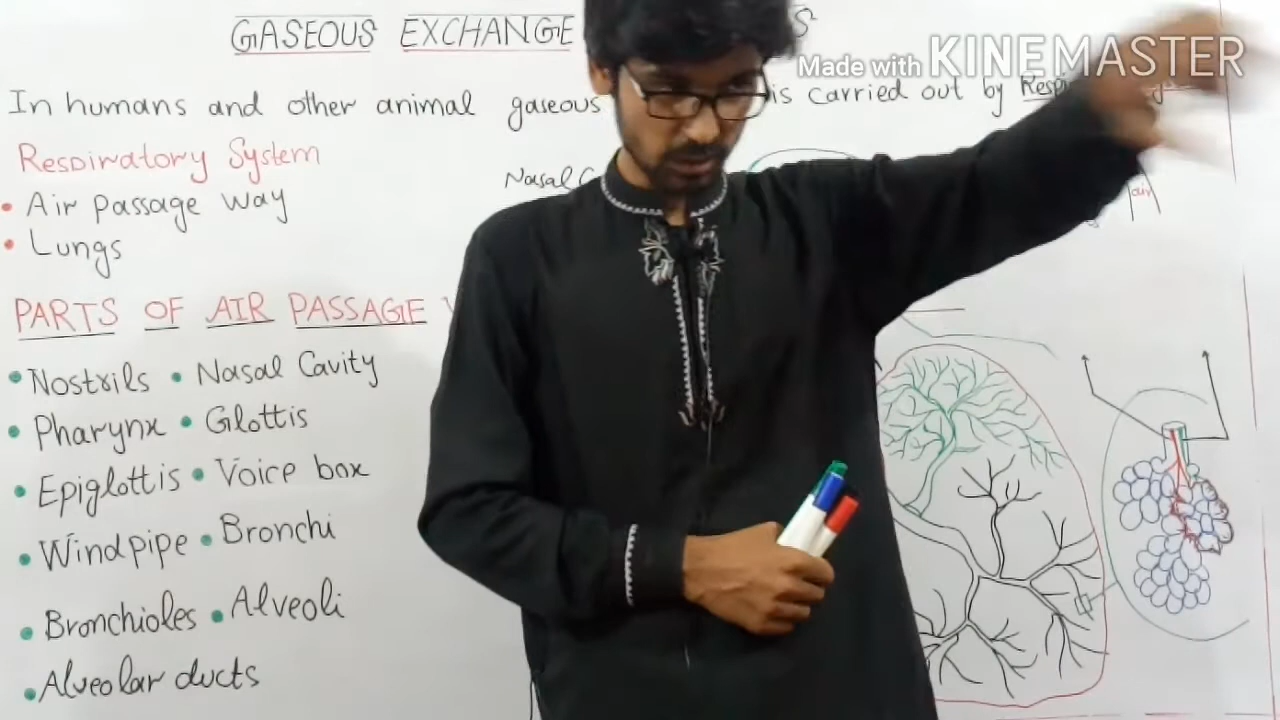 GASEOUS EXCHANGE
Made with KINEMASTER
In humans and other animal gaseous is carried out by
Respiratory System
• Air passage way
• Lungs
Nasal
air
PARTS OF AIR PASSAGE
• Nostrils • Nasal Cavity
• Pharynx • Glottis
• Epiglottis • Voice box
• Windpipe • Bronchi
• Bronchioles • Alveoli
• Alveolar ducts